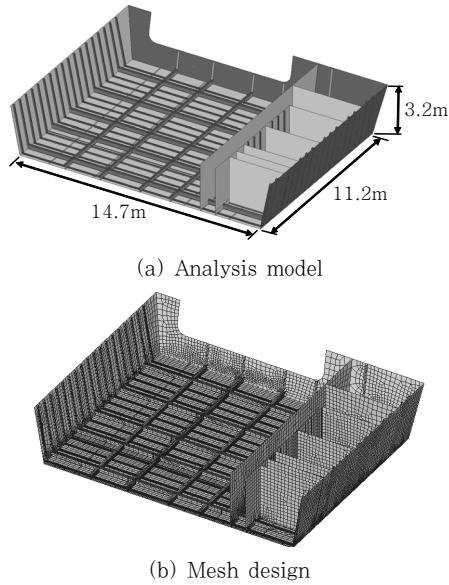 3.2m
11.2m
14.7m
(a) Analysis model
(b) Mesh design